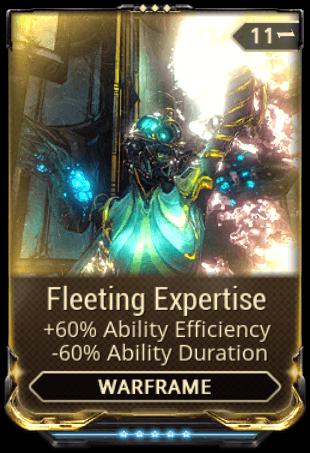 11
Fleeting Expertise
+60% Ability Efficiency
-60% Ability Duration
WARFRAME